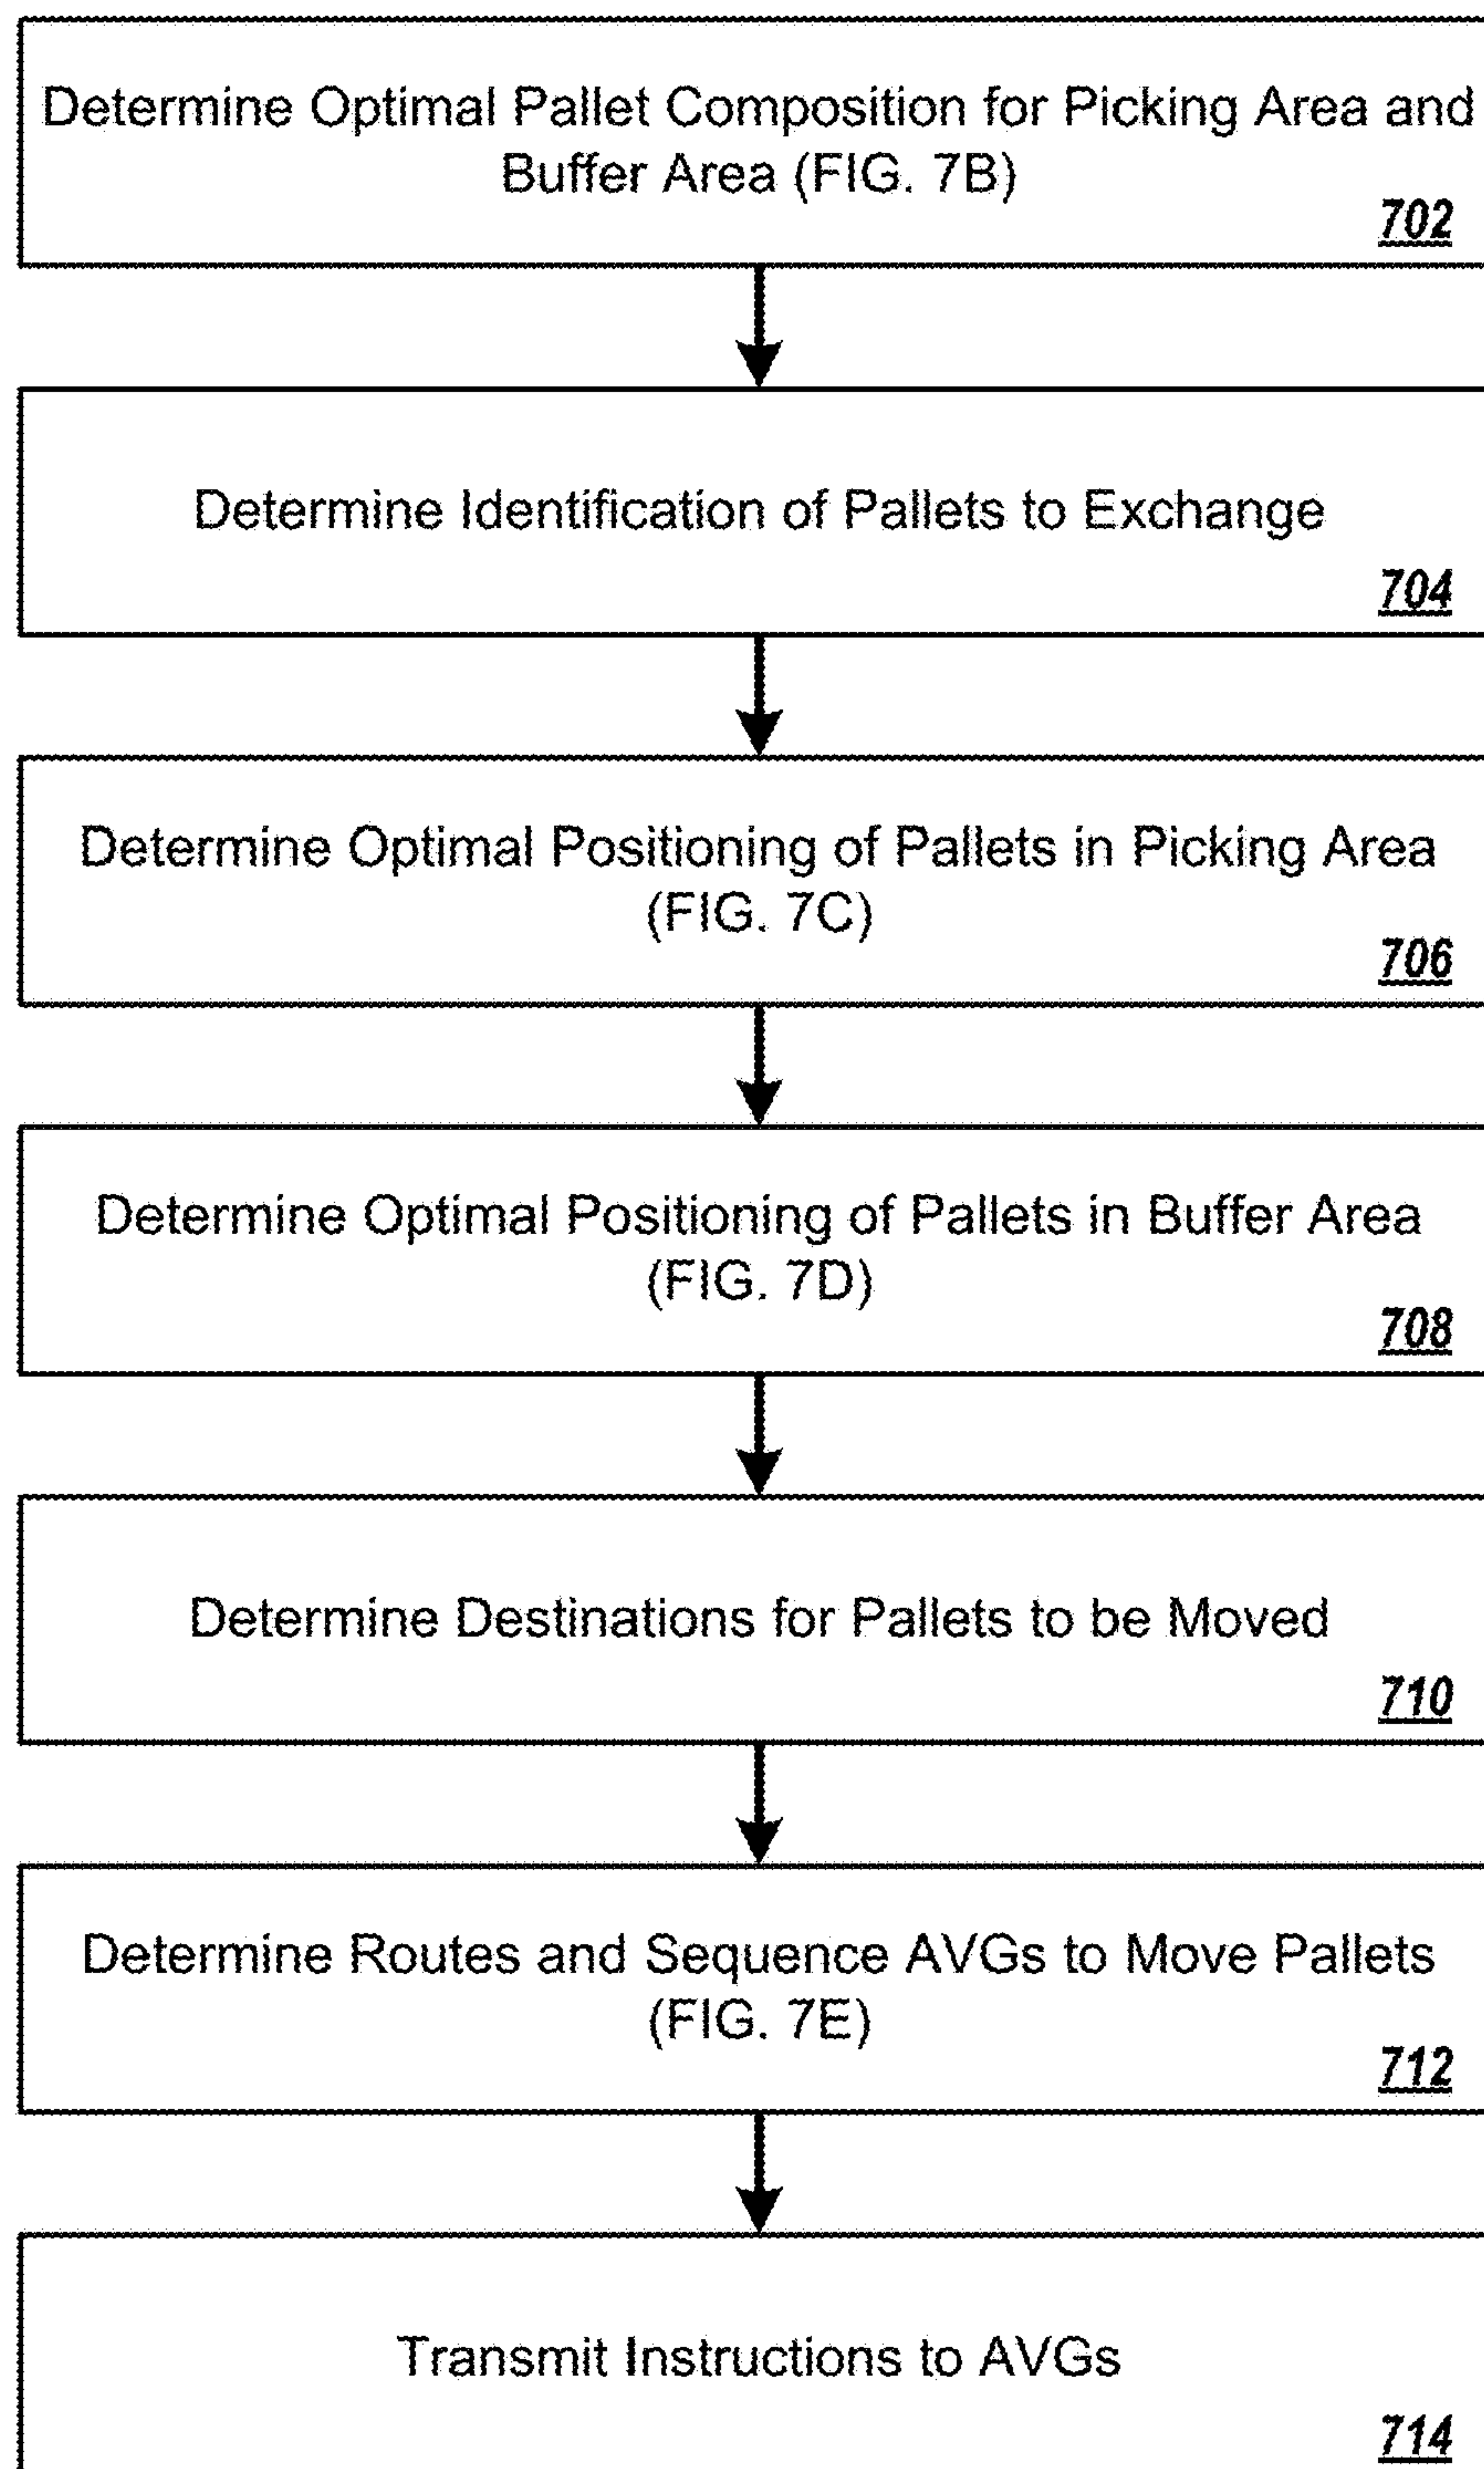 Determine Optimal Pallet Composition for Picking Area and
Buffer Area (FIG. 7B)
702
Determine Identification of Pallets to Exchange
704
Determine Optimal Positioning of Pallets in Picking Area
(FIG. 7C)
706
Determine Optimal Positioning of Pallets in Buffer Area
(FIG. 7D)
708
Determine Destinations for Pallets to be Moved
710
Determine Routes and Sequence AVGs to Move Pallets
(FIG. 7E)
712
Transmit Instructions to AVGs
714